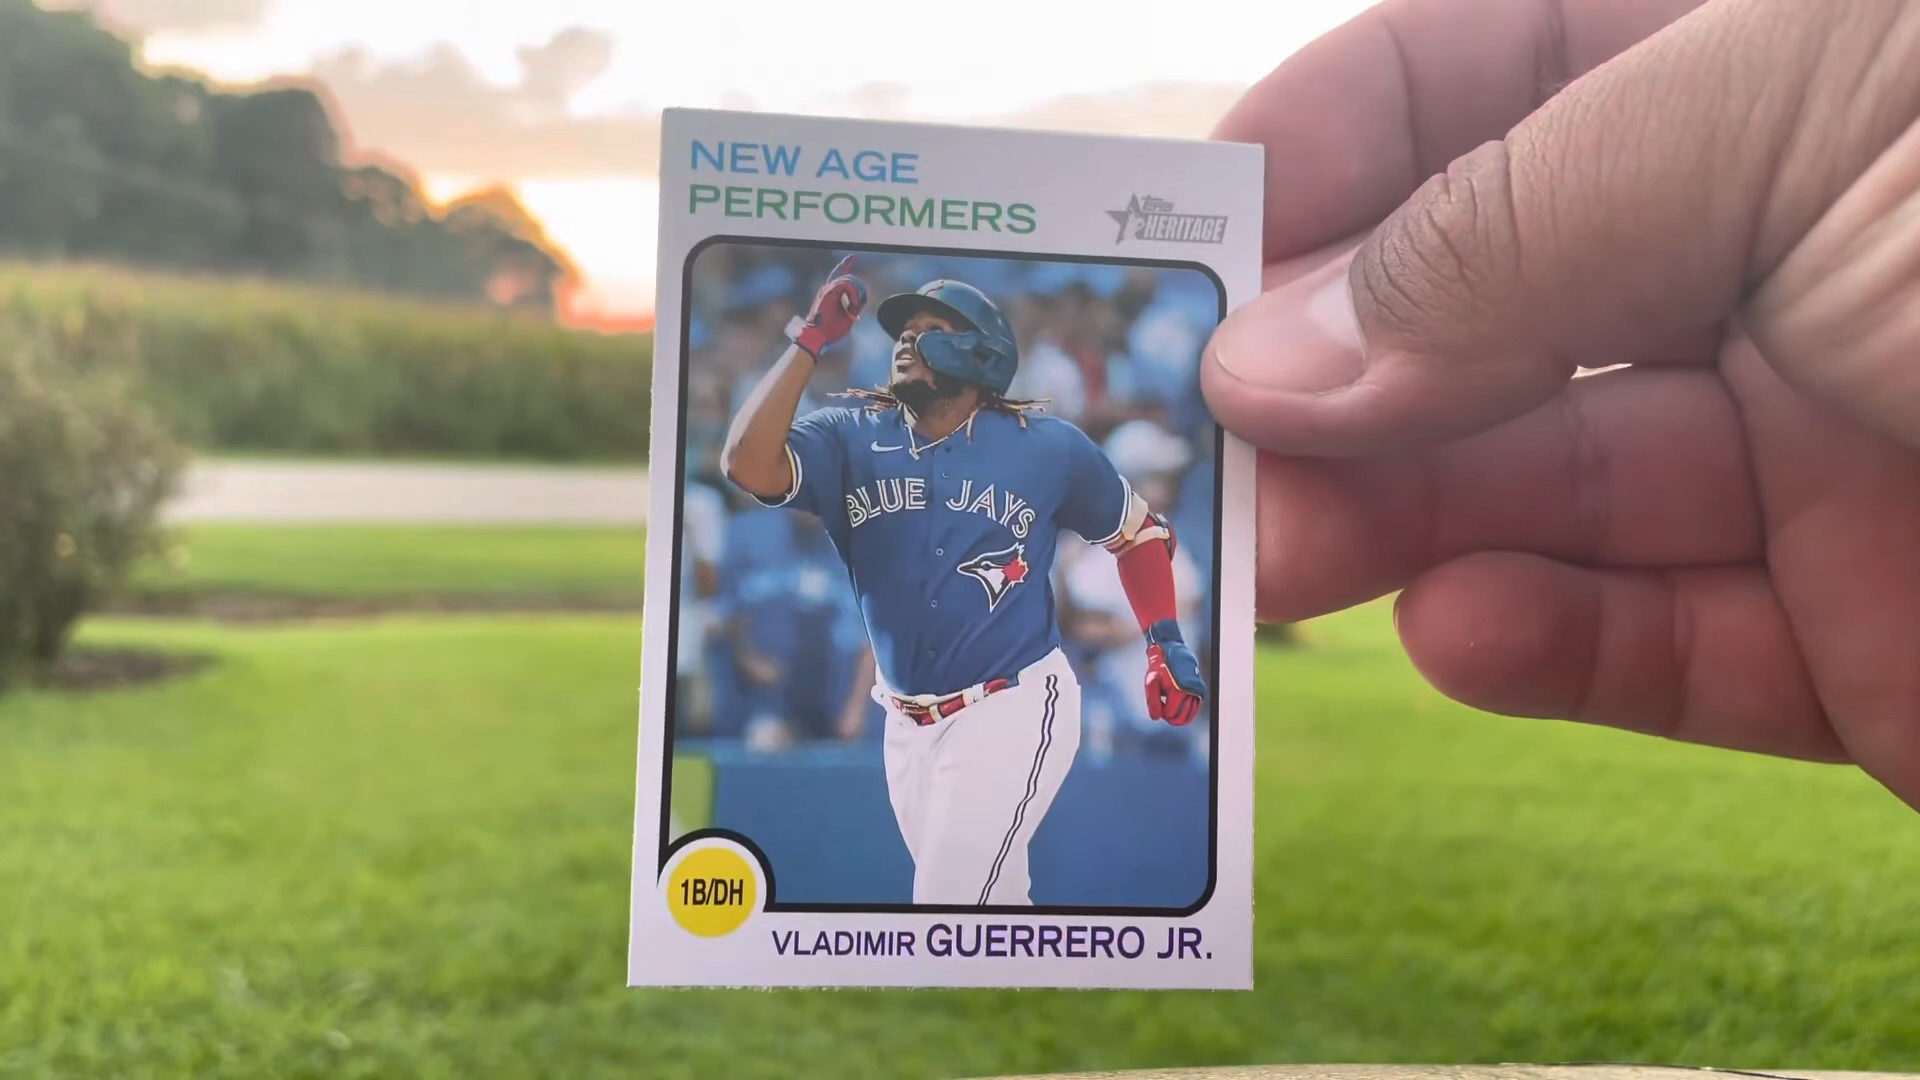 NEW AGE
PERFORMERS
topps
HERITAGE
BLUE JAYS
1B/DH
VLADIMIR GUERRERO JR.